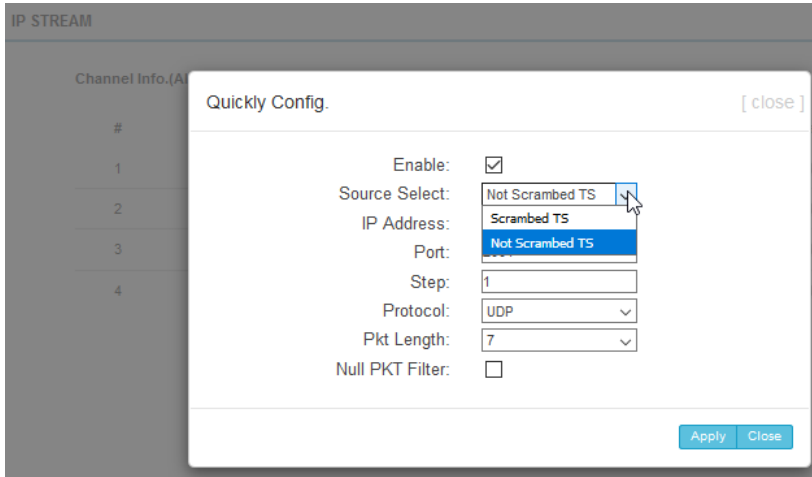 IP STREAM
Channel Info.(Al
Quickly Config.
[ close ]
#
1
2
3
4
Enable:
Source Select: Not Scrambed TS
Scrambed TS
Not Scrambed TS
IP Address:
Port:
Step: 1
Protocol: UDP
Pkt Length: 7
Null PKT Filter:
Apply Close